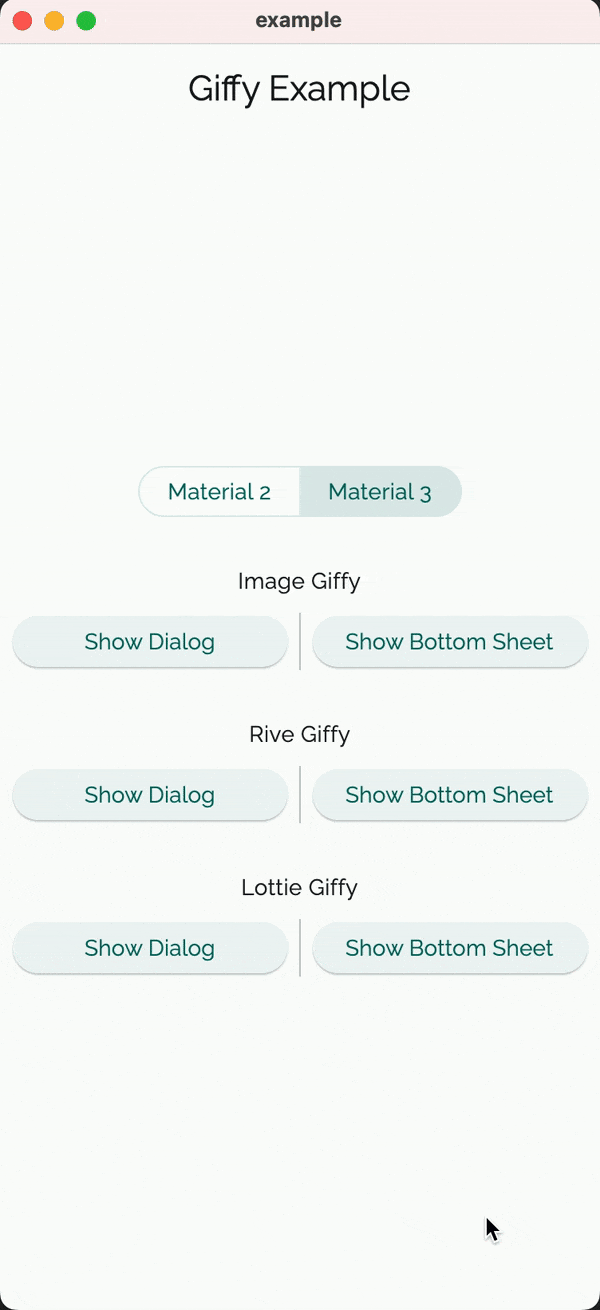 example
Giffy Example
Material 2 Material 3
Image Giffy
Show Dialog Show Bottom Sheet
Rive Giffy
Show Dialog Show Bottom Sheet
Lottie Giffy
Show Dialog Show Bottom Sheet